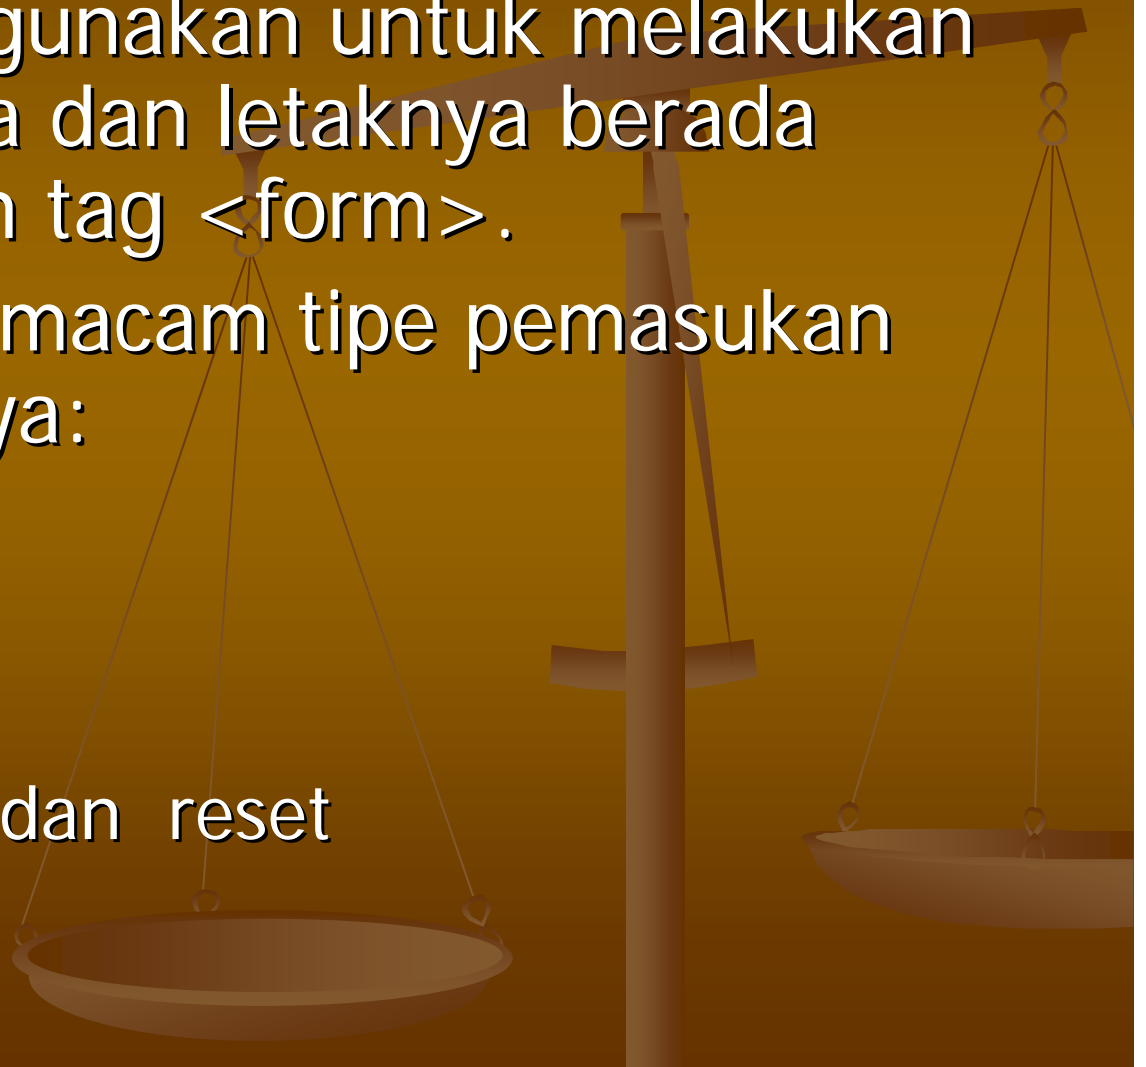 gunakan untuk melakukan
a dan letaknya berada
n tag <form>.
macam tipe pemasukan
ya:
dan reset